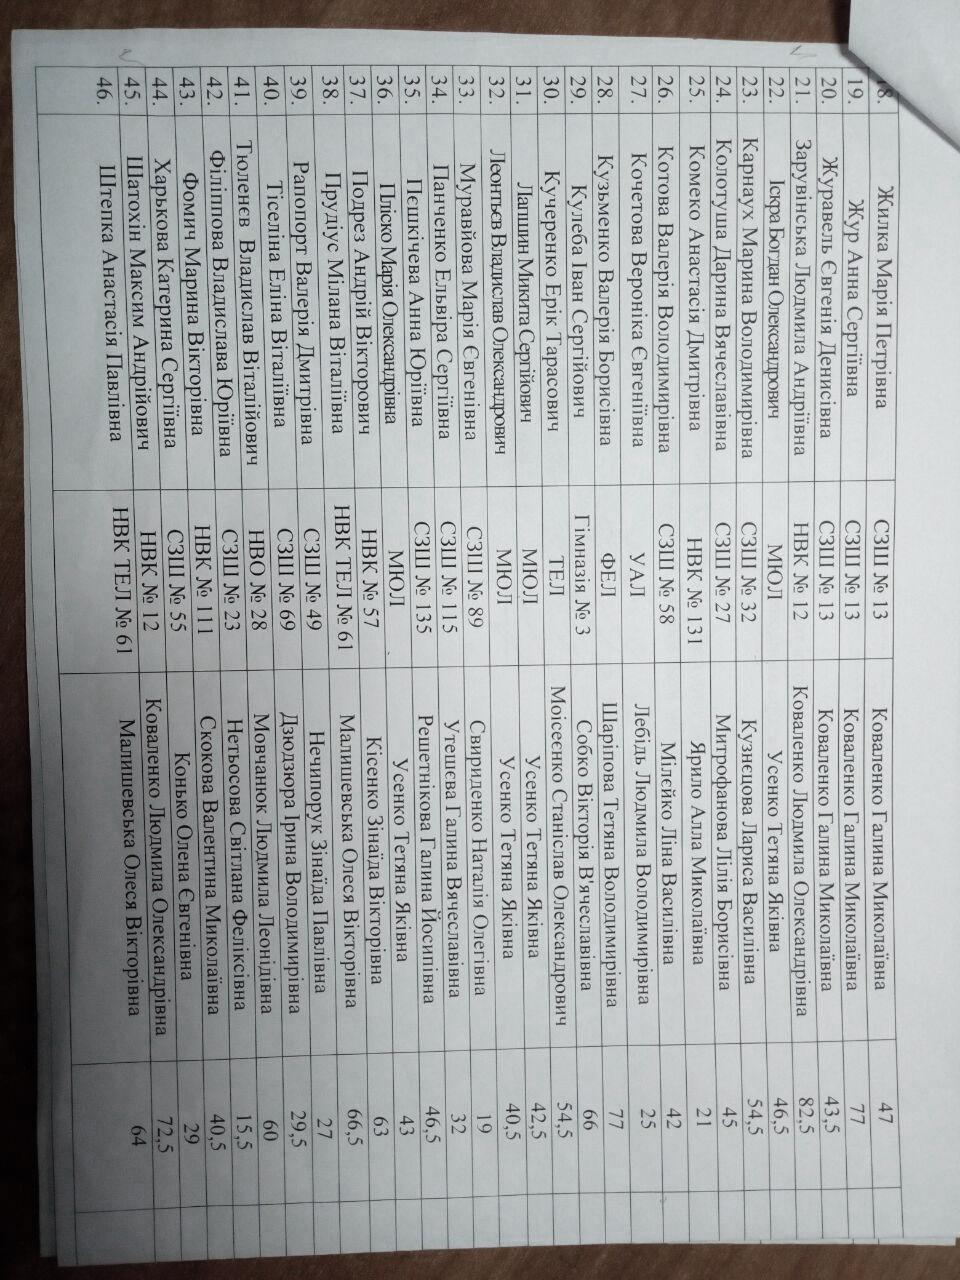 8. Жилка Марія Петрівна СЗШ № 13 Коваленко Галина Миколаївна 47
19. Жур Анна Сергіївна СЗШ № 13 Коваленко Галина Миколаївна 77
20. Журавель Євгенія Денисівна СЗШ № 13 Коваленко Галина Миколаївна 43,5
21. Зарувінська Людмила Андріївна НВК № 12 Коваленко Людмила Олександрівна 82,5
22. Іскра Богдан Олександрович МЮЛ Усенко Тетяна Яківна 46,5
23. Карнаух Марина Володимирівна СЗШ № 32 Кузнєцова Лариса Василівна 54,5
24. Колотуша Дарина Вячеславівна СЗШ № 27 Митрофанова Лілія Борисівна 45
25. Комеко Анастасія Дмитрівна НВК № 131 Ярило Алла Миколаївна 21
26. Котова Валерія Володимирівна СЗШ № 58 Мілєйко Ліна Василівна 42
27. Кочетова Вероніка Євгеніївна УАЛ Лебідь Людмила Володимирівна 25
28. Кузьменко Валерія Борисівна ФЕЛ Шаріпова Тетяна Володимирівна 77
29. Кулеба Іван Сергійович Гімназія № 3 Собко Вікторія В'ячеславівна 66
30. Кучеренко Ерік Тарасович ТЕЛ Моісеєнко Станіслав Олександрович 54,5
31. Лапшин Микита Сергійович МЮЛ Усенко Тетяна Яківна 42,5
32. Леонтьєв Владислав Олександрович МЮЛ Усенко Тетяна Яківна 40,5
33. Муравйова Марія Євгенівна СЗШ № 89 Свириденко Наталія Олегівна 19
34. Панченко Ельвіра Сергіївна СЗШ № 115 Утешєва Галина Вячеславівна 32
35. Пєшкічева Анна Юріївна СЗШ № 135 Решетнікова Галина Йосипівна 46,5
36. Пліско Марія Олександрівна МЮЛ Усенко Тетяна Яківна 43
37. Подрез Андрій Вікторович НВК № 57 Кісенко Зінаїда Вікторівна 63
38. Прудіус Мілана Віталіївна НВК ТЕЛ № 61 Малишевська Олеся Вікторівна 66,5
39. Рапопорт Валерія Дмитрівна СЗШ № 49 Нечипорук Зінаїда Павлівна 27
40. Тіселіна Еліна Віталіївна СЗШ № 69 Дзюдзюра Ірина Володимирівна 29,5
41. Тюленєв Владислав Віталійович НВО № 28 Мовчанюк Людмила Леонідівна 60
42. Філіппова Владислава Юріївна СЗШ № 23 Нетьосова Світлана Феліксівна 15,5
43. Фомич Марина Вікторівна НВК № 111 Скокова Валентина Миколаївна 40,5
44. Харькова Катерина Сергіївна СЗШ № 55 Конько Олена Євгенівна 29
45. Шатохін Максим Андрійович НВК № 12 Коваленко Людмила Олександрівна 72,5
46. Штепка Анастасія Павлівна НВК ТЕЛ № 61 Малишевська Олеся Вікторівна 64